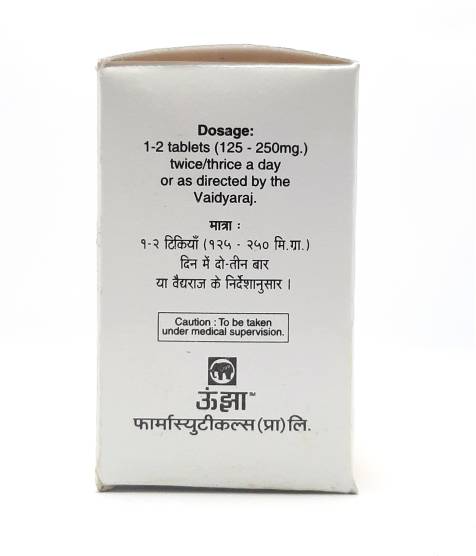 Dosage:
1-2 tablets (125 - 250mg.)
twice/thrice a day
or as directed by the
Vaidyaraj.
मात्रा :
१-२ टिकियाँ (१२५ - २५० मि.ग्रा.)
दिन में दो-तीन बार
या वैद्यराज के निर्देशानुसार ।
Caution : To be taken
under medical supervision.
ऊंझा™
फार्मास्युटीकल्स (प्रा) लि.